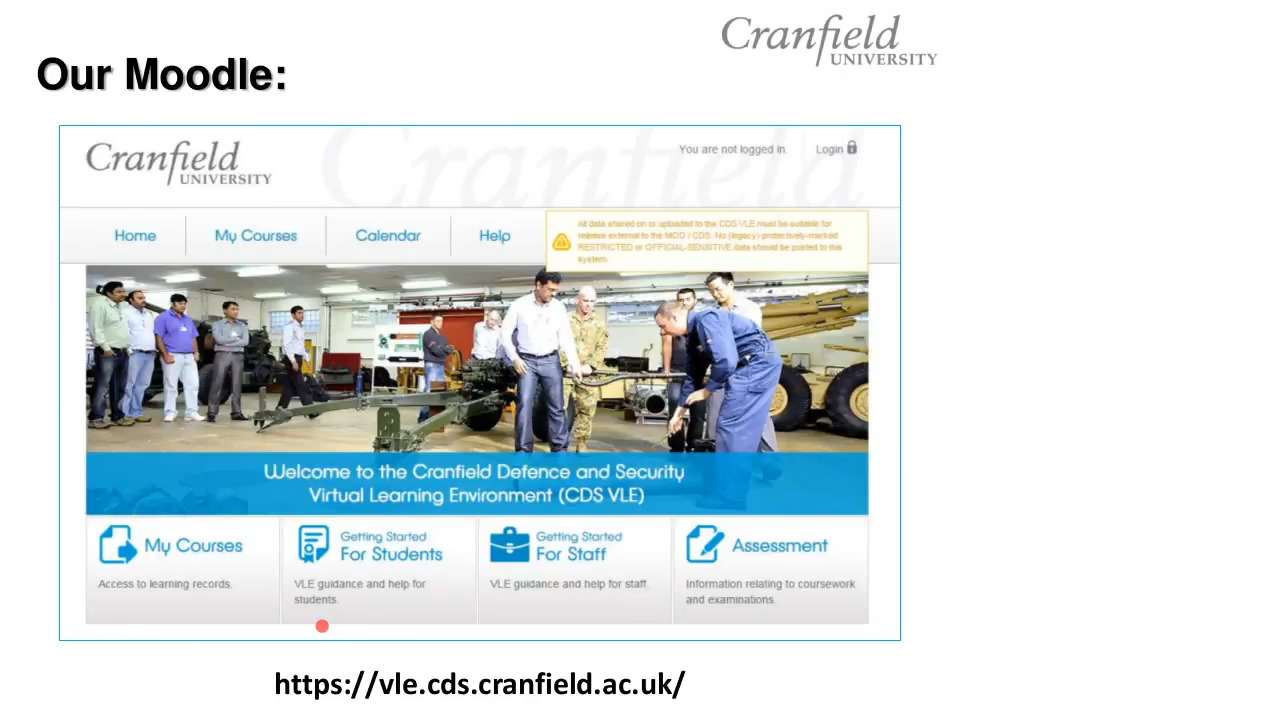 Cranfield
UNIVERSITY
Our Moodle:
Cranfield
Cranfield
UNIVERSITY
You are not logged in.
Login
Home
My Courses
Calendar
Help
All data shared on or uploaded to the CDS VLE must be suitable for
release external to the MOD / CDS. No (legacy) protectively-marked
RESTRICTED or OFFICIAL-SENSITIVE data should be posted to this
system.
Welcome to the Cranfield Defence and Security
Virtual Learning Environment (CDS VLE)
My Courses
Access to learning records.
Getting Started
For Students
VLE guidance and help for
students.
Getting Started
For Staff
VLE guidance and help for staff.
Assessment
Information relating to coursework
and examinations.
https://vle.cds.cranfield.ac.uk/